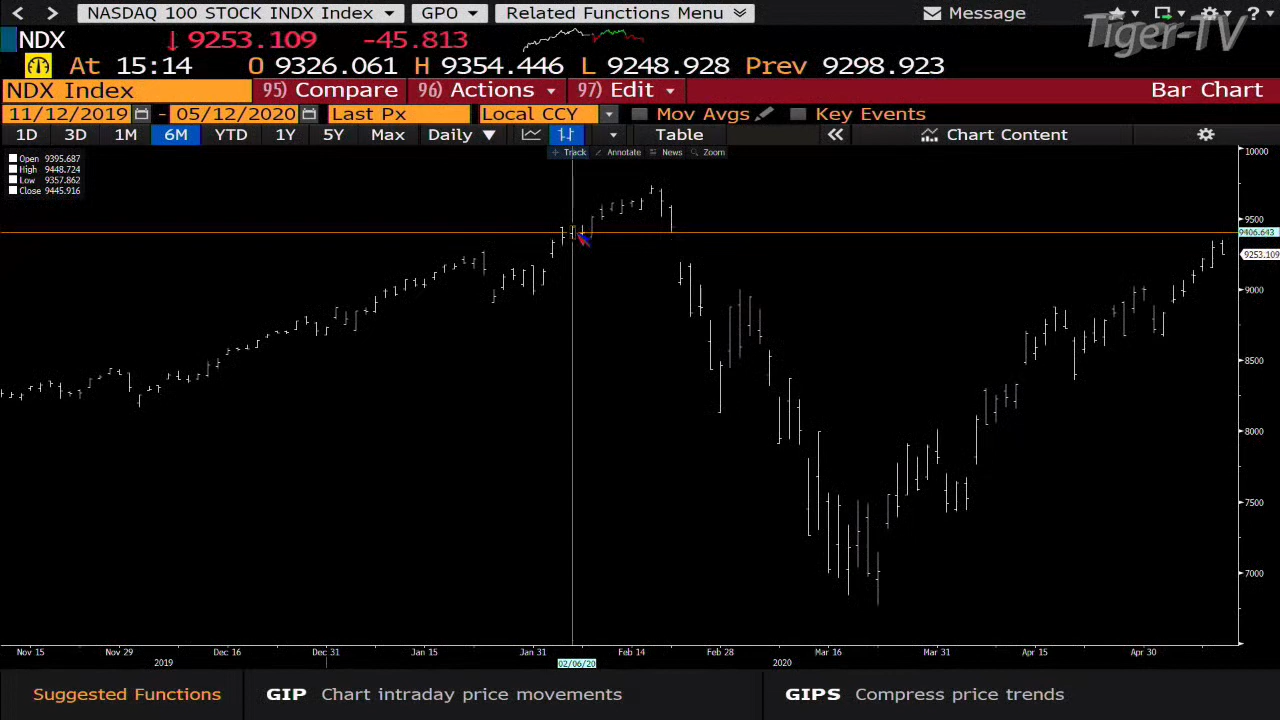 NASDAQ 100 STOCK INDX Index GPO Related Functions Menu Message ?
Tiger-TV
NDX 9253.109 -45.813
At 15:14 O 9326.061 H 9354.446 L 9248.928 Prev 9298.923
NDX Index 95) Compare 96) Actions 97) Edit Bar Chart
11/12/2019 - 05/12/2020 Last Px Local CCY Mov Avgs Key Events
1D 3D 1M 6M YTD 1Y 5Y Max Daily Table Chart Content
Track Annotate News Zoom
Open 9395.687
High 9448.724
Low 9357.862
Close 9445.916
10000
9500
9406.643
9253.109
9000
8500
8000
7500
7000
Nov 15 Nov 29 Dec 16 Dec 31 Jan 15 Jan 31 Feb 14 Feb 28 Mar 16 Mar 31 Apr 15 Apr 30
2019 02/06/20 2020
Suggested Functions GIP Chart intraday price movements GIPS Compress price trends